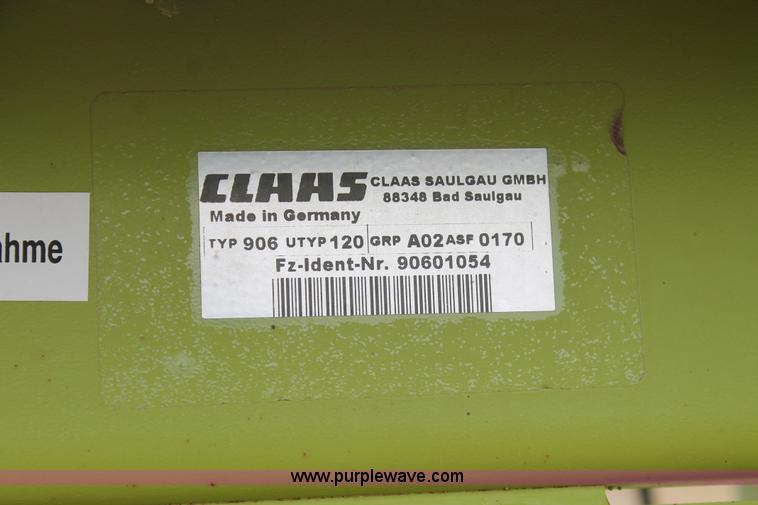 CLAAS CLAAS SAULGAU GMBH
88348 Bad Saulgau
Made in Germany
TYP 906 UTYP 120 GRP A02 ASF 0170
Fz-Ident-Nr. 90601054
ahme
www.purplewave.com